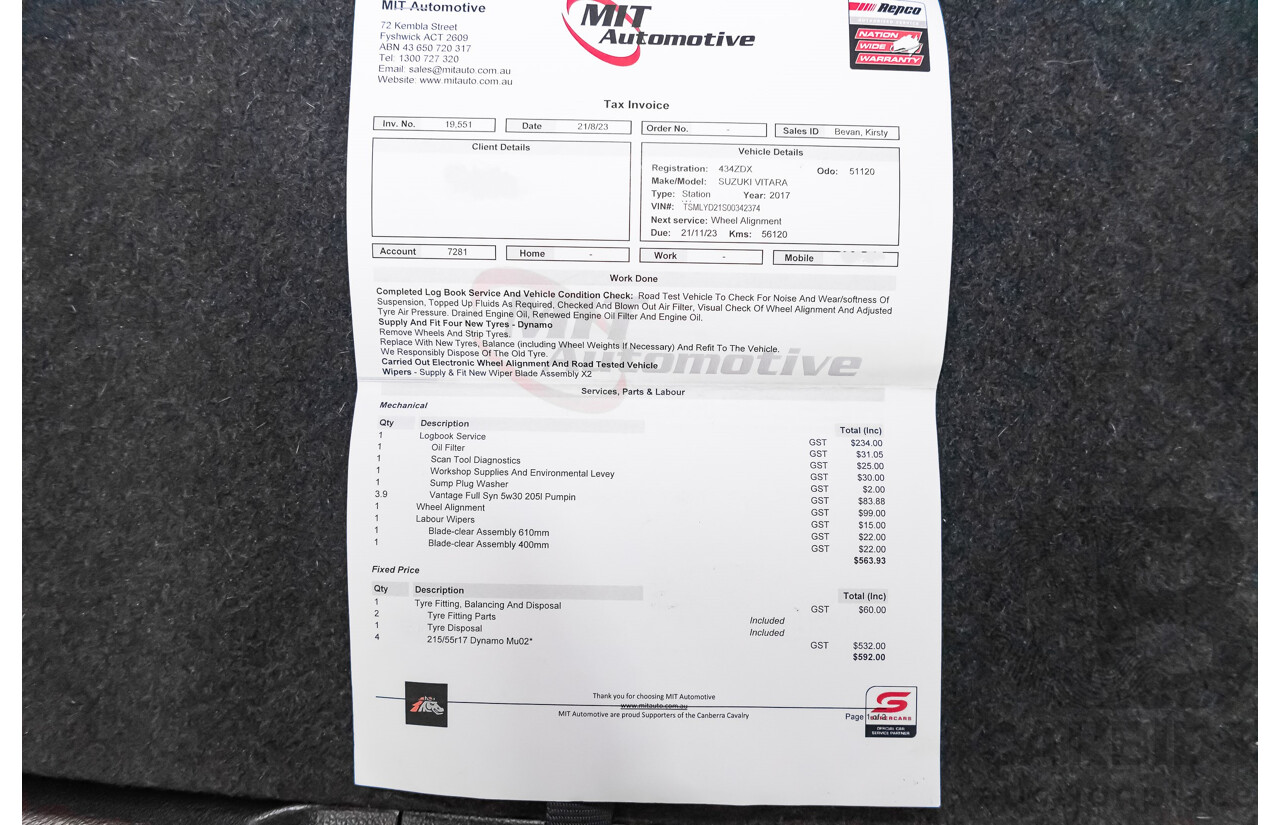 MIT Automotive
72 Kembla Street
Fyshwick ACT 2609
ABN 43 650 720 317
Tel: 1300 727 320
Email: sales@mitauto.com.au
Website: www.mitauto.com.au
MIT
Automotive
Repco
AUTHORISED SERVICE
NATION
WIDE
WARRANTY
Tax Invoice
Inv. No. 19,551 Date 21/8/23 Order No. - Sales ID Bevan, Kirsty
Client Details
Vehicle Details
Registration: 434ZDX Odo: 51120
Make/Model: SUZUKI VITARA
Type: Station Year: 2017
VIN#: TSMLYD21S00342374
Next service: Wheel Alignment
Due: 21/11/23 Kms: 56120
Account 7281 Home - Work - Mobile
Work Done
Completed Log Book Service And Vehicle Condition Check: Road Test Vehicle To Check For Noise And Wear/softness Of
Suspension, Topped Up Fluids As Required, Checked And Blown Out Air Filter, Visual Check Of Wheel Alignment And Adjusted
Tyre Air Pressure. Drained Engine Oil, Renewed Engine Oil Filter And Engine Oil.
Supply And Fit Four New Tyres - Dynamo
Remove Wheels And Strip Tyres.
Replace With New Tyres, Balance (including Wheel Weights If Necessary) And Refit To The Vehicle.
We Responsibly Dispose Of The Old Tyre.
Carried Out Electronic Wheel Alignment And Road Tested Vehicle
Wipers - Supply & Fit New Wiper Blade Assembly X2
MIT
Automotive
Services, Parts & Labour
Mechanical
Qty Description Total (Inc)
1 Logbook Service GST $234.00
1 Oil Filter GST $31.05
1 Scan Tool Diagnostics GST $25.00
1 Workshop Supplies And Environmental Levey GST $30.00
1 Sump Plug Washer GST $2.00
3.9 Vantage Full Syn 5w30 205l Pumpin GST $83.88
1 Wheel Alignment GST $99.00
1 Labour Wipers GST $15.00
1 Blade-clear Assembly 610mm GST $22.00
1 Blade-clear Assembly 400mm GST $22.00
$563.93
Fixed Price
Qty Description Total (Inc)
1 Tyre Fitting, Balancing And Disposal GST $60.00
2 Tyre Fitting Parts Included
1 Tyre Disposal Included
4 215/55r17 Dynamo Mu02* GST $532.00
$592.00
Thank you for choosing MIT Automotive
www.mitauto.com.au
MIT Automotive are proud Supporters of the Canberra Cavalry
Page 1 of
SUPERCARS
OFFICIAL CAR
SERVICE PARTNER